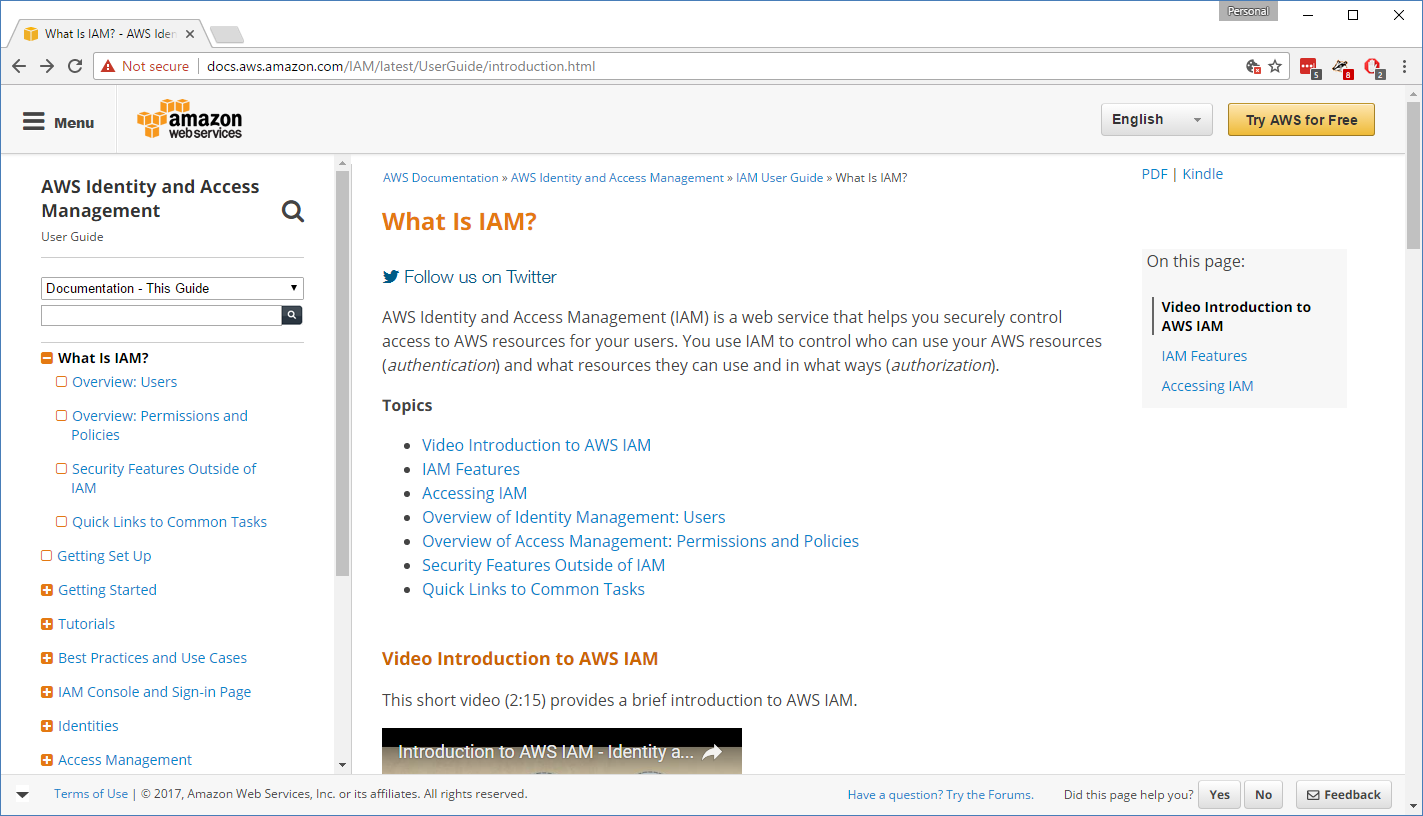 Personal
What Is IAM? - AWS Iden
Not secure docs.aws.amazon.com/IAM/latest/UserGuide/introduction.html
5 8 2
Menu amazon web services English Try AWS for Free
AWS Identity and Access
Management
User Guide
Documentation - This Guide
What Is IAM?
Overview: Users
Overview: Permissions and
Policies
Security Features Outside of
IAM
Quick Links to Common Tasks
Getting Set Up
Getting Started
Tutorials
Best Practices and Use Cases
IAM Console and Sign-in Page
Identities
Access Management
AWS Documentation » AWS Identity and Access Management » IAM User Guide » What Is IAM?
What Is IAM?
Follow us on Twitter
AWS Identity and Access Management (IAM) is a web service that helps you securely control
access to AWS resources for your users. You use IAM to control who can use your AWS resources
(authentication) and what resources they can use and in what ways (authorization).
Topics
Video Introduction to AWS IAM
IAM Features
Accessing IAM
Overview of Identity Management: Users
Overview of Access Management: Permissions and Policies
Security Features Outside of IAM
Quick Links to Common Tasks
Video Introduction to AWS IAM
This short video (2:15) provides a brief introduction to AWS IAM.
Introduction to AWS IAM - Identity a...
PDF | Kindle
On this page:
Video Introduction to
AWS IAM
IAM Features
Accessing IAM
Terms of Use | © 2017, Amazon Web Services, Inc. or its affiliates. All rights reserved. Have a question? Try the Forums. Did this page help you? Yes No Feedback